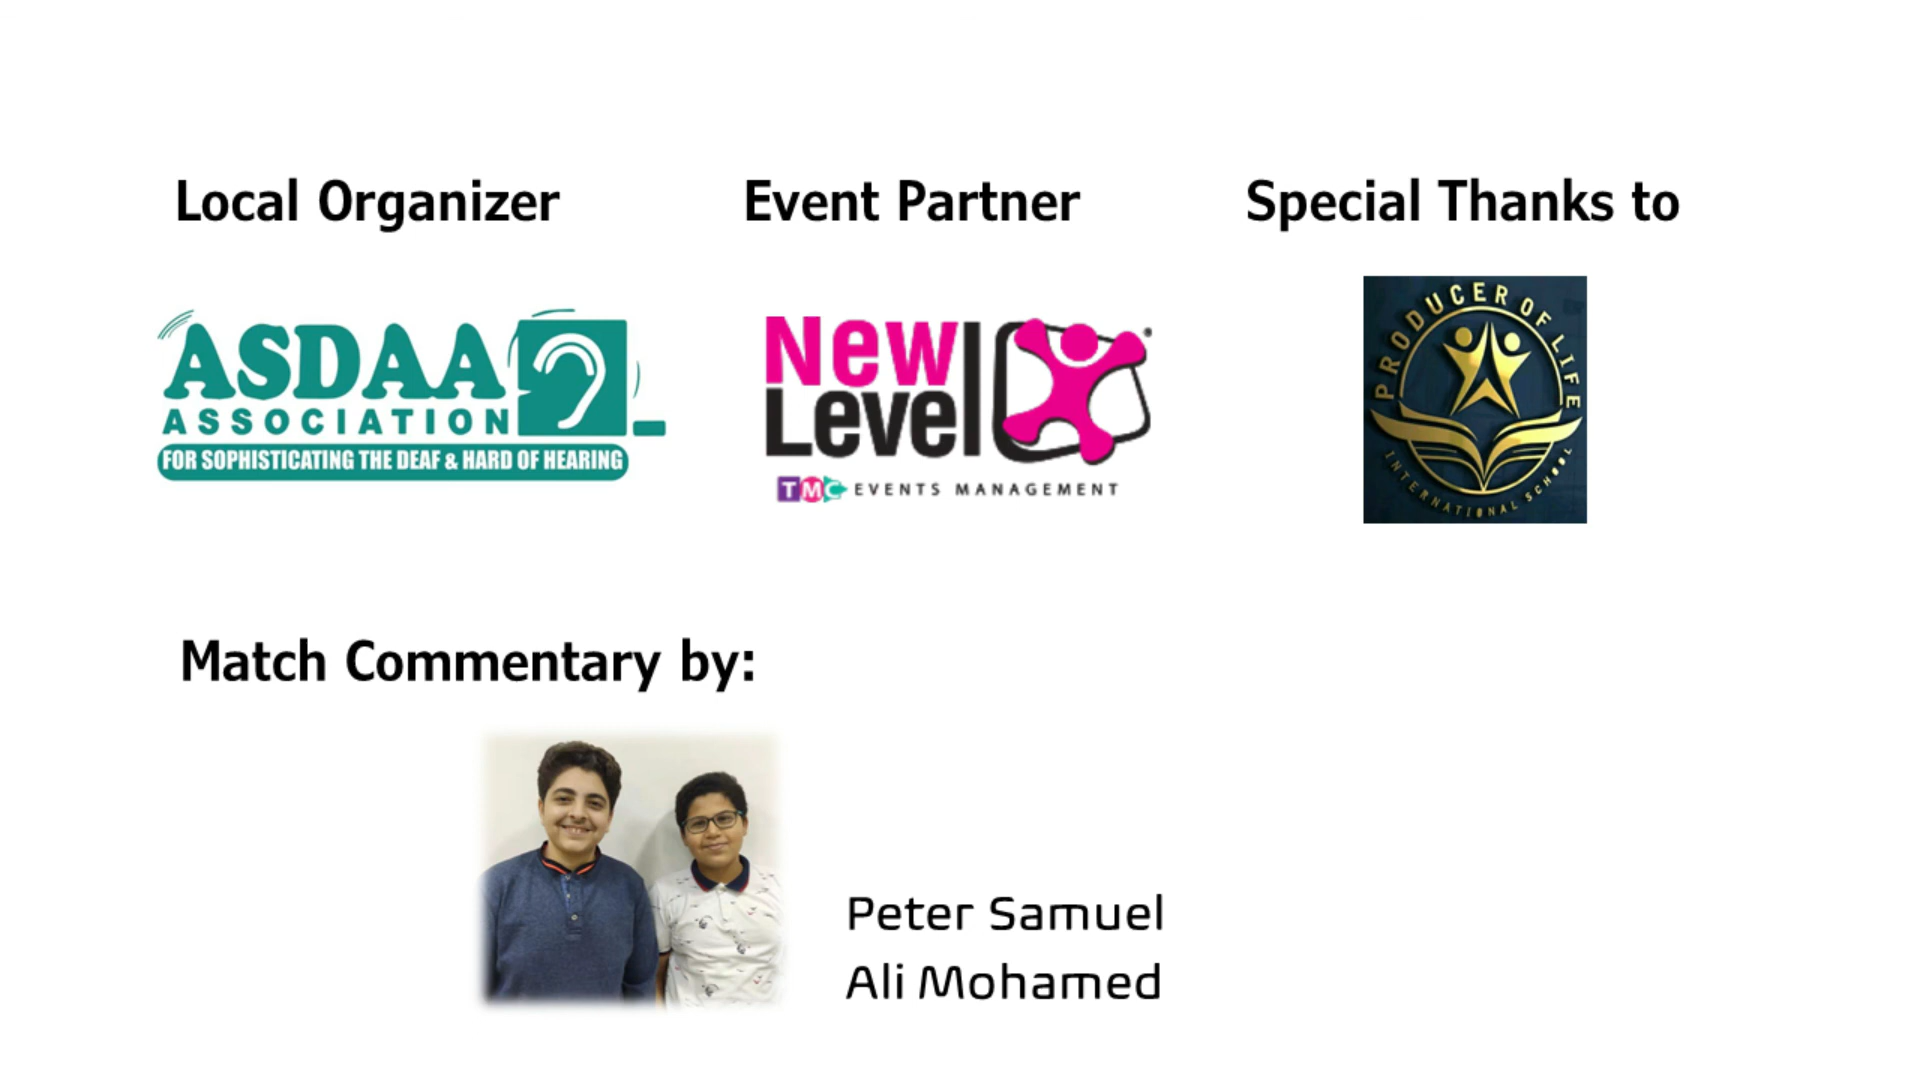 Local Organizer
Event Partner
Special Thanks to
ASDAA
ASSOCIATION
FOR SOPHISTICATING THE DEAF & HARD OF HEARING
New
Level
TMC EVENTS MANAGEMENT
PRODUCER OF LIFE
INTERNATIONAL SCHOOL
Match Commentary by:
Peter Samuel
Ali Mohamed